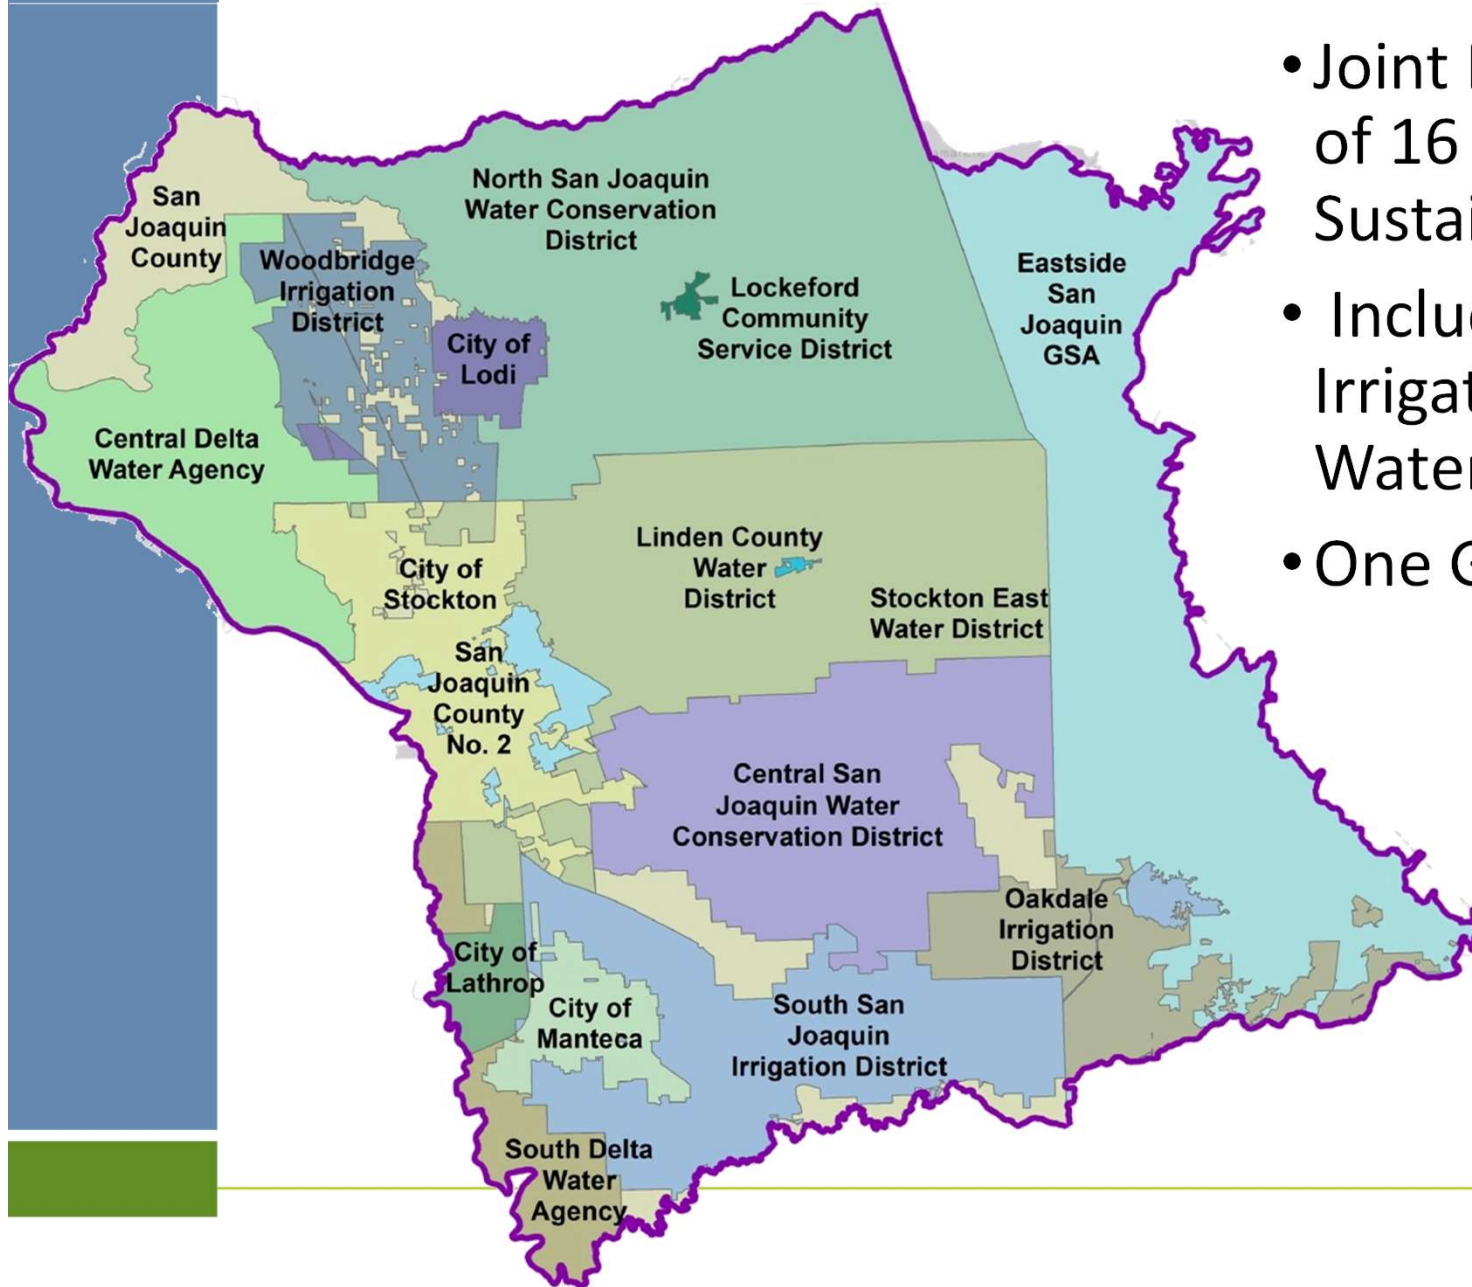 • Joint
of 16
Sustai
• Inclu
Irrigat
Water
• One
San
Joaquin
County
North San Joaquin
Water Conservation
District
Woodbridge
Irrigation
District
City of
Lodi
Lockeford
Community
Service District
Eastside
San
Joaquin
GSA
Central Delta
Water Agency
City of
Stockton
Linden County
Water
District
Stockton East
Water District
San
Joaquin
County
No. 2
Central San
Joaquin Water
Conservation District
Oakdale
Irrigation
District
City of
Lathrop
City of
Manteca
South San
Joaquin
Irrigation District
South Delta
Water
Agency